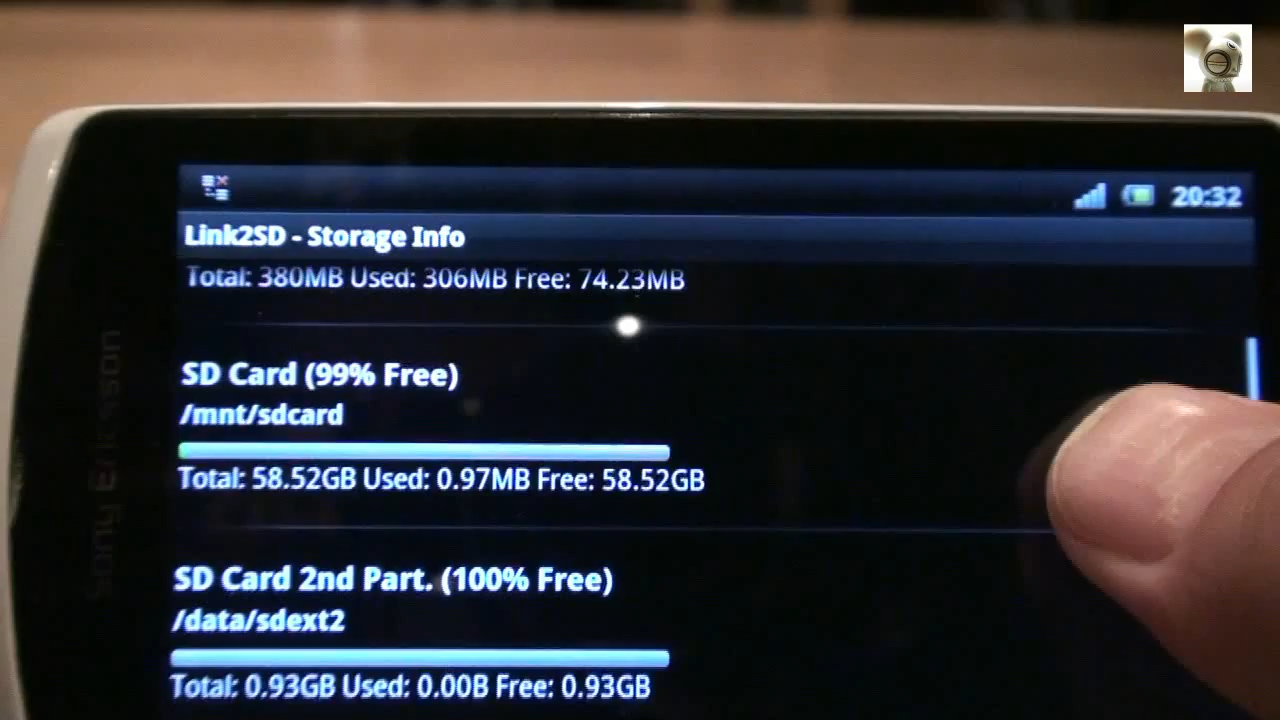 20:32
Link2SD - Storage Info
Total: 380MB Used: 306MB Free: 74.23MB
SD Card (99% Free)
/mnt/sdcard
Total: 58.52GB Used: 0.97MB Free: 58.52GB
SD Card 2nd Part. (100% Free)
/data/sdext2
Total: 0.93GB Used: 0.00B Free: 0.93GB
Sony Ericsson